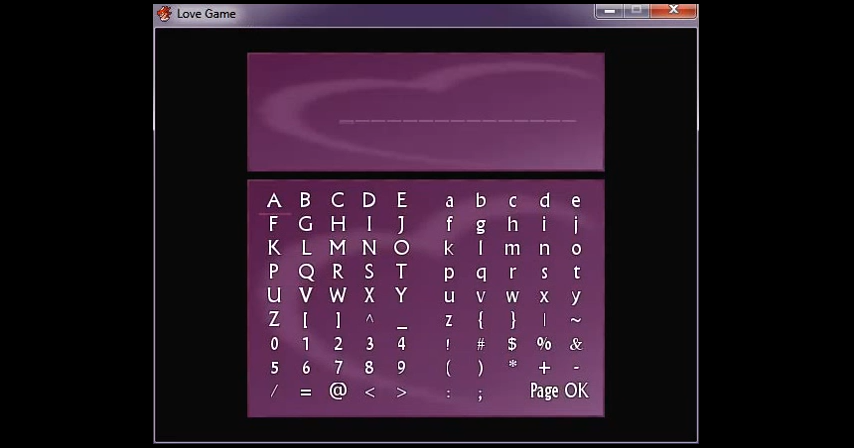 Love Game
A B C D E a b c d e
F G H I J f g h i j
K L M N O k l m n o
P Q R S T p q r s t
U V W X Y u v w x y
Z [ ] ^ _ z { } | ~
0 1 2 3 4 ! # $ % &
5 6 7 8 9 ( ) * + -
/ = @ < > : ; Page OK